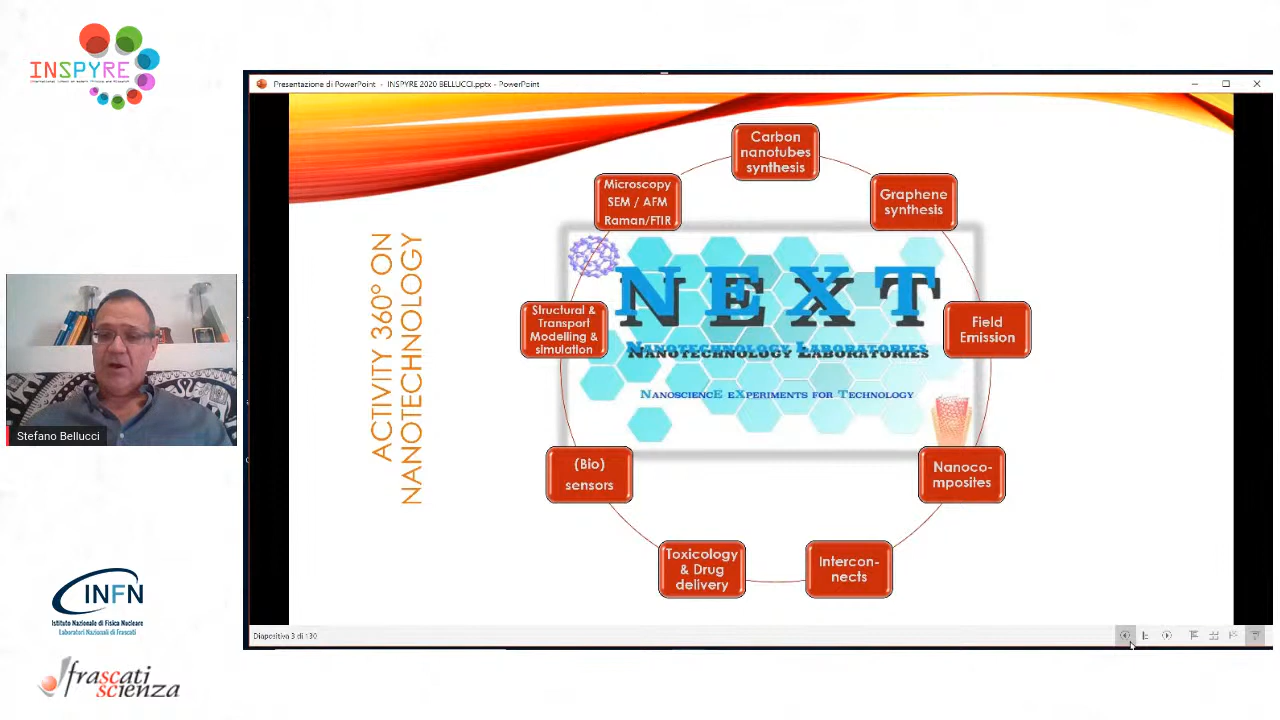 INSPYRE
Presentazione di PowerPoint - INSPYRE 2020 BELLUCCI.pptx - PowerPoint
ACTIVITY 360° ON
NANOTECHNOLOGY
Carbon
nanotubes
synthesis
Graphene
synthesis
Field
Emission
Nanoco-
mposites
Intercon-
nects
Toxicology
& Drug
delivery
(Bio)
sensors
Structural &
Transport
Modelling &
simulation
Microscopy
SEM / AFM
Raman/FTIR
NEXT
NANOTECHNOLOGY LABORATORIES
NANOSCIENCE EXPERIMENTS FOR TECHNOLOGY
Stefano Bellucci
INFN
Istituto Nazionale di Fisica Nucleare
Laboratori Nazionali di Frascati
frascati
scienza
Diapositiva 3 di 130